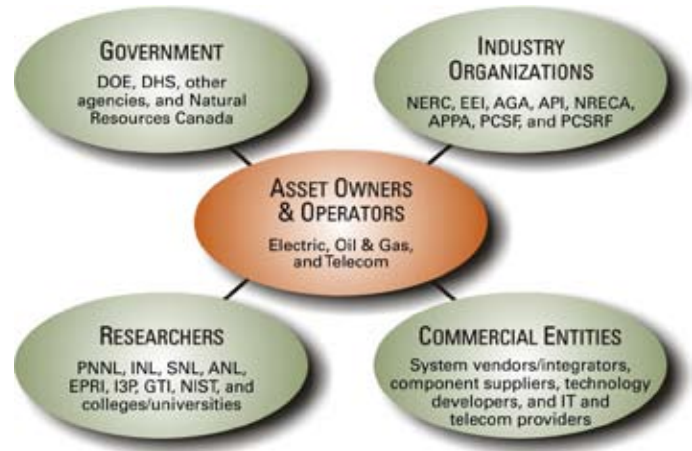 GOVERNMENT
DOE, DHS, other
agencies, and Natural
Resources Canada
INDUSTRY
ORGANIZATIONS
NERC, EEI, AGA, API, NRECA,
APPA, PCSF, and PCSRF
ASSET OWNERS
& OPERATORS
Electric, Oil & Gas,
and Telecom
RESEARCHERS
PNNL, INL, SNL, ANL,
EPRI, I3P, GTI, NIST, and
colleges/universities
COMMERCIAL ENTITIES
System vendors/integrators,
component suppliers, technology
developers, and IT and
telecom providers